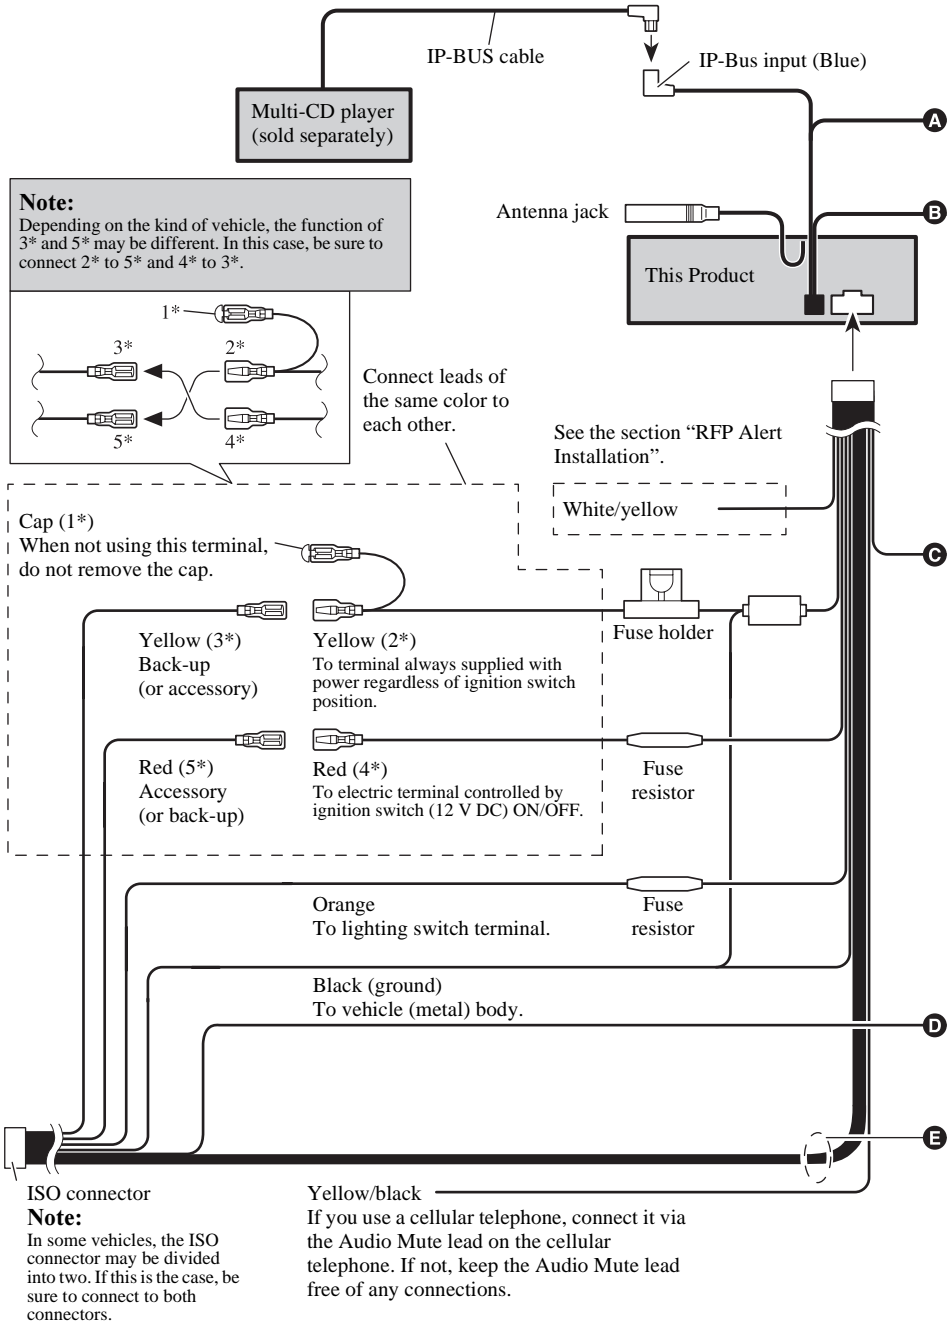 IP-BUS cable
IP-Bus input (Blue)
Multi-CD player
(sold separately)
A
Note:
Depending on the kind of vehicle, the function of
3* and 5* may be different. In this case, be sure to
connect 2* to 5* and 4* to 3*.
Antenna jack
B
This Product
1*
3*
2*
5*
4*
Connect leads of
the same color to
each other.
See the section “RFP Alert
Installation”.
White/yellow
Cap (1*)
When not using this terminal,
do not remove the cap.
C
Yellow (3*)
Back-up
(or accessory)
Yellow (2*)
To terminal always supplied with
power regardless of ignition switch
position.
Fuse holder
Red (5*)
Accessory
(or back-up)
Red (4*)
To electric terminal controlled by
ignition switch (12 V DC) ON/OFF.
Fuse
resistor
Orange
To lighting switch terminal.
Fuse
resistor
Black (ground)
To vehicle (metal) body.
D
E
ISO connector
Note:
In some vehicles, the ISO
connector may be divided
into two. If this is the case, be
sure to connect to both
connectors.
Yellow/black
If you use a cellular telephone, connect it via
the Audio Mute lead on the cellular
telephone. If not, keep the Audio Mute lead
free of any connections.